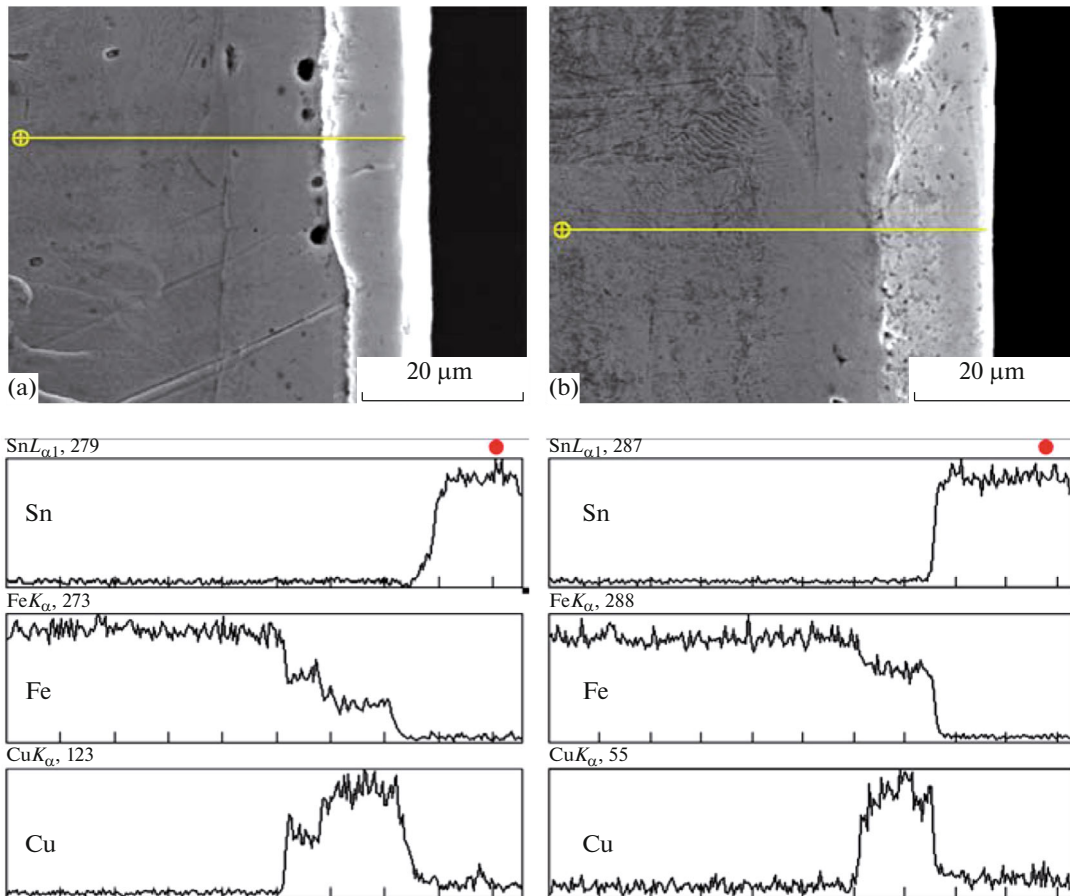 (a)
20 μm
(b)
20 μm
SnLα1, 279
Sn
FeKα, 273
Fe
CuKα, 123
Cu
SnLα1, 287
Sn
FeKα, 288
Fe
CuKα, 55
Cu